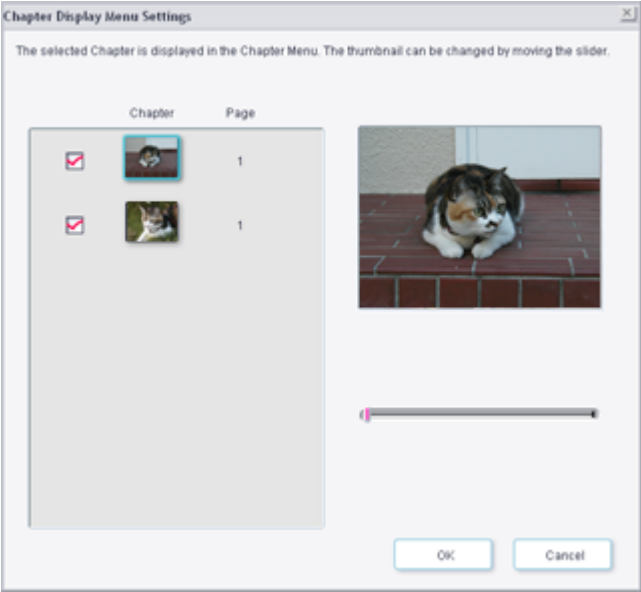 Chapter Display Menu Settings
The selected Chapter is displayed in the Chapter Menu. The thumbnail can be changed by moving the slider.
Chapter Page
1
1
OK Cancel